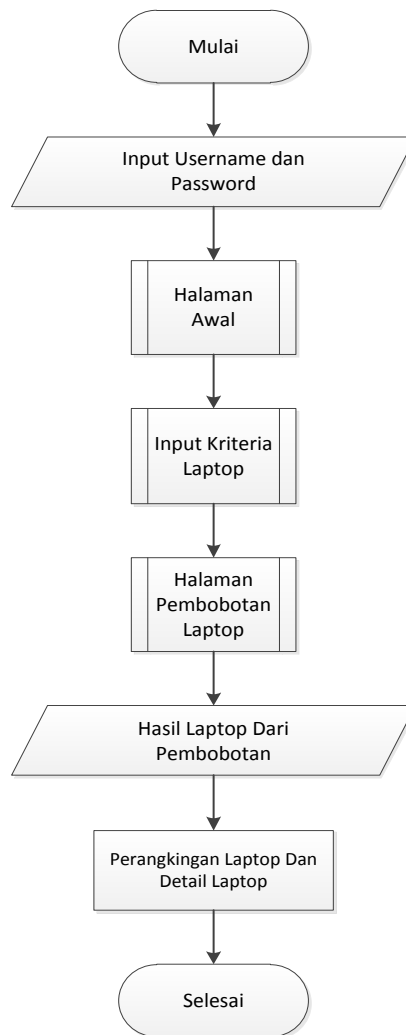 Mulai
Input Username dan
Password
Halaman
Awal
Input Kriteria
Laptop
Halaman
Pembobotan
Laptop
Hasil Laptop Dari
Pembobotan
Perangkingan Laptop Dan
Detail Laptop
Selesai